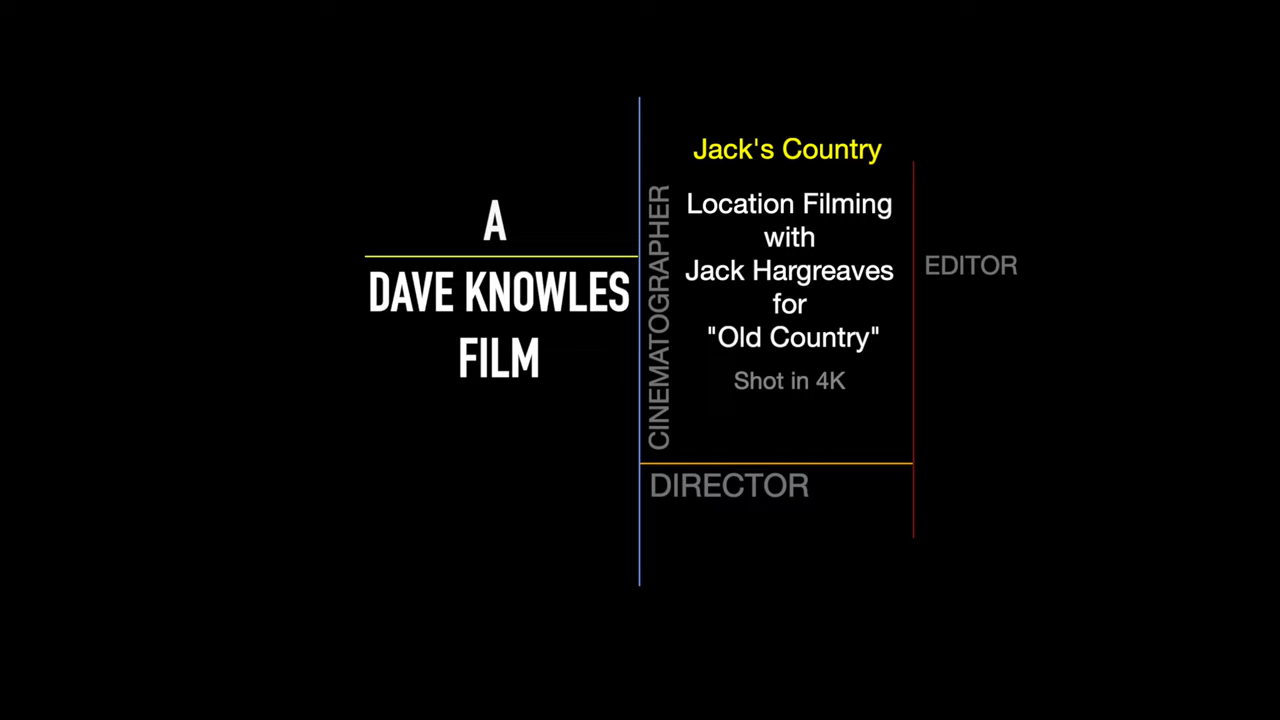 A
DAVE KNOWLES
FILM
CINEMATOGRAPHER
Jack's Country
Location Filming
with
Jack Hargreaves
for
"Old Country"
Shot in 4K
EDITOR
DIRECTOR